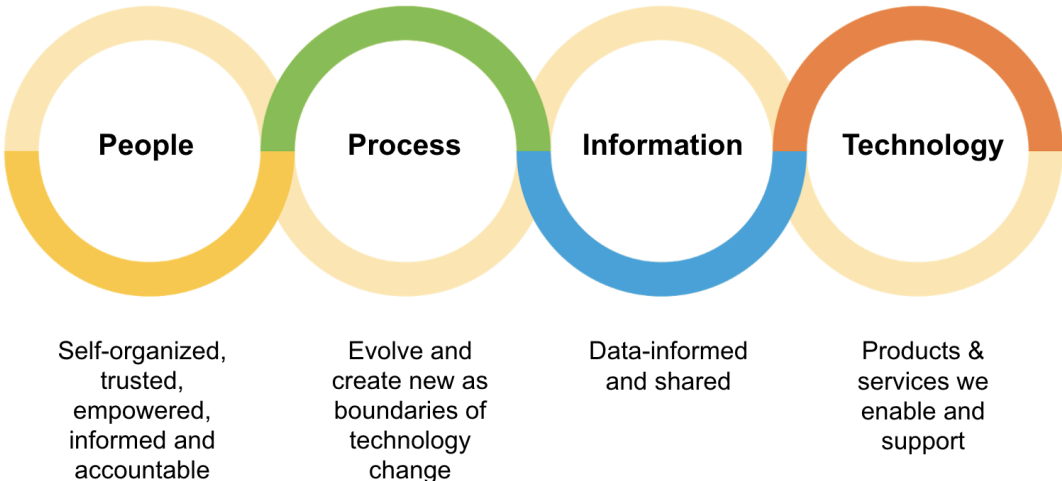 People
Process
Information
Technology
Self-organized,
trusted,
empowered,
informed and
accountable
Evolve and
create new as
boundaries of
technology
change
Data-informed
and shared
Products &
services we
enable and
support